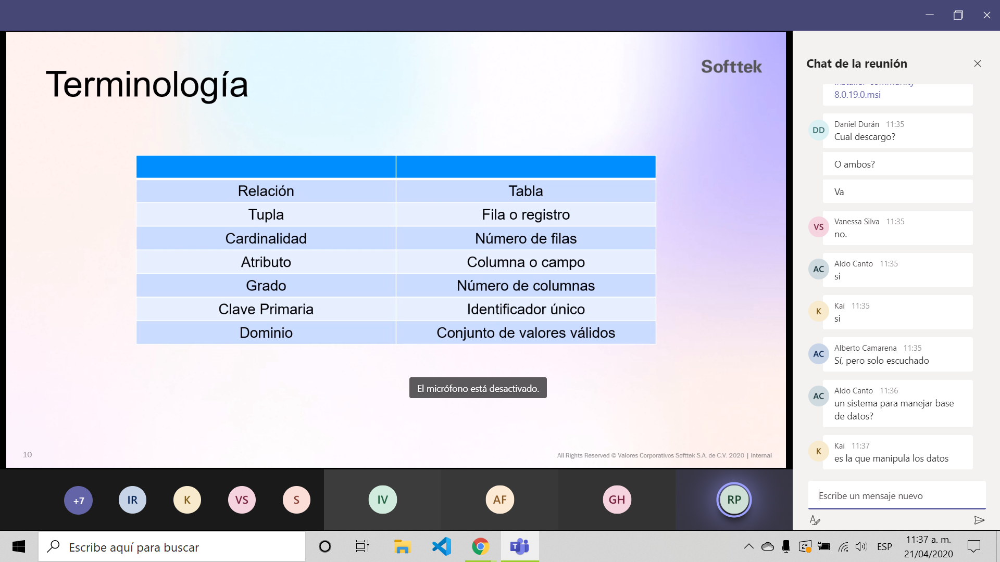 Terminología
Softtek
Relación Tabla
Tupla Fila o registro
Cardinalidad Número de filas
Atributo Columna o campo
Grado Número de columnas
Clave Primaria Identificador único
Dominio Conjunto de valores válidos
El micrófono está desactivado.
10
All Rights Reserved © Valores Corporativos Softtek S.A. de C.V. 2020 | Internal
+7
IR
K
VS
S
IV
AF
GH
RP
Chat de la reunión
8.0.19.0.msi
DD
Daniel Durán 11:35
Cual descargo?
O ambos?
Va
VS
Vanessa Silva 11:35
no.
AC
Aldo Canto 11:35
si
K
Kai 11:35
si
AC
Alberto Camarena 11:35
Sí, pero solo escuchado
AC
Aldo Canto 11:36
un sistema para manejar base
de datos?
K
Kai 11:37
es la que manipula los datos
Escribe un mensaje nuevo
Escribe aquí para buscar
ESP
11:37 a. m.
21/04/2020